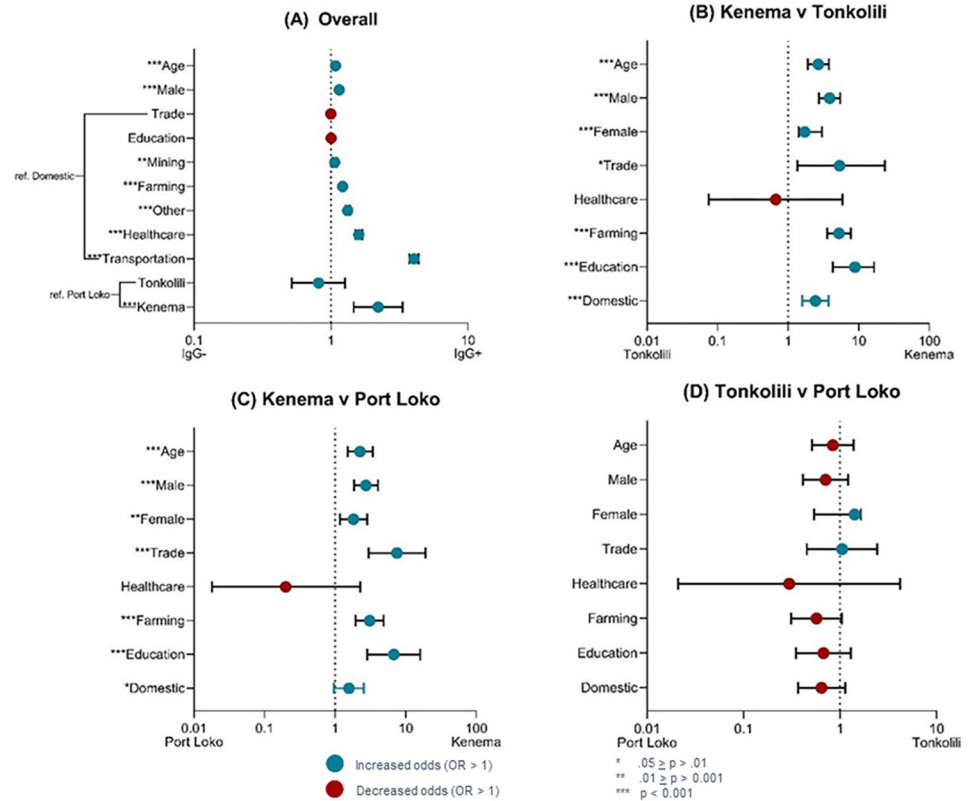 (A) Overall
***Age
***Male
Trade
Education
**Mining
ref. Domestic
***Farming
***Other
***Healthcare
***Transportation
Tonkolili
ref. Port Loko
***Kenema
0.1 1 10
IgG- IgG+
(B) Kenema v Tonkolili
***Age
***Male
***Female
*Trade
Healthcare
***Farming
***Education
***Domestic
0.01 0.1 1 10 100
Tonkolili Kenema
(C) Kenema v Port Loko
***Age
***Male
**Female
***Trade
Healthcare
***Farming
***Education
*Domestic
0.01 0.1 1 10 100
Port Loko Kenema
(D) Tonkolili v Port Loko
Age
Male
Female
Trade
Healthcare
Farming
Education
Domestic
0.01 0.1 1 10
Port Loko Tonkolili
Increased odds (OR > 1)
Decreased odds (OR > 1)
* .05 ≥ p > .01
** .01 ≥ p > 0.001
*** p < 0.001